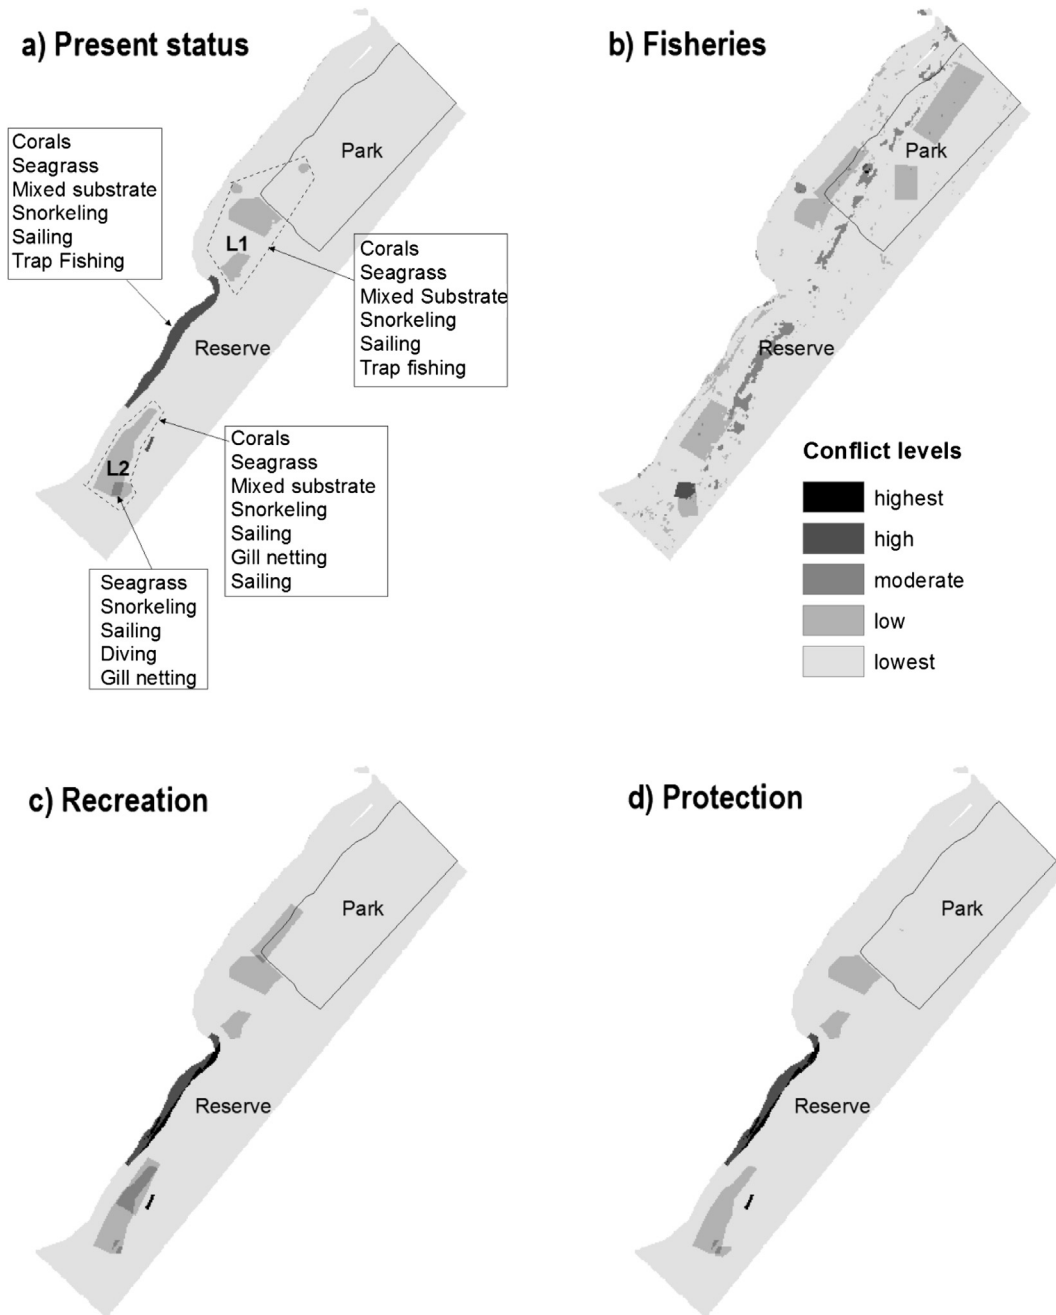 a) Present status
b) Fisheries
Corals
Seagrass
Mixed substrate
Snorkeling
Sailing
Trap Fishing
Park
L1
Corals
Seagrass
Mixed Substrate
Snorkeling
Sailing
Trap fishing
Reserve
L2
Corals
Seagrass
Mixed substrate
Snorkeling
Sailing
Gill netting
Sailing
Seagrass
Snorkeling
Sailing
Diving
Gill netting
Park
Reserve
Conflict levels
highest
high
moderate
low
lowest
c) Recreation
d) Protection
Park
Reserve
Park
Reserve